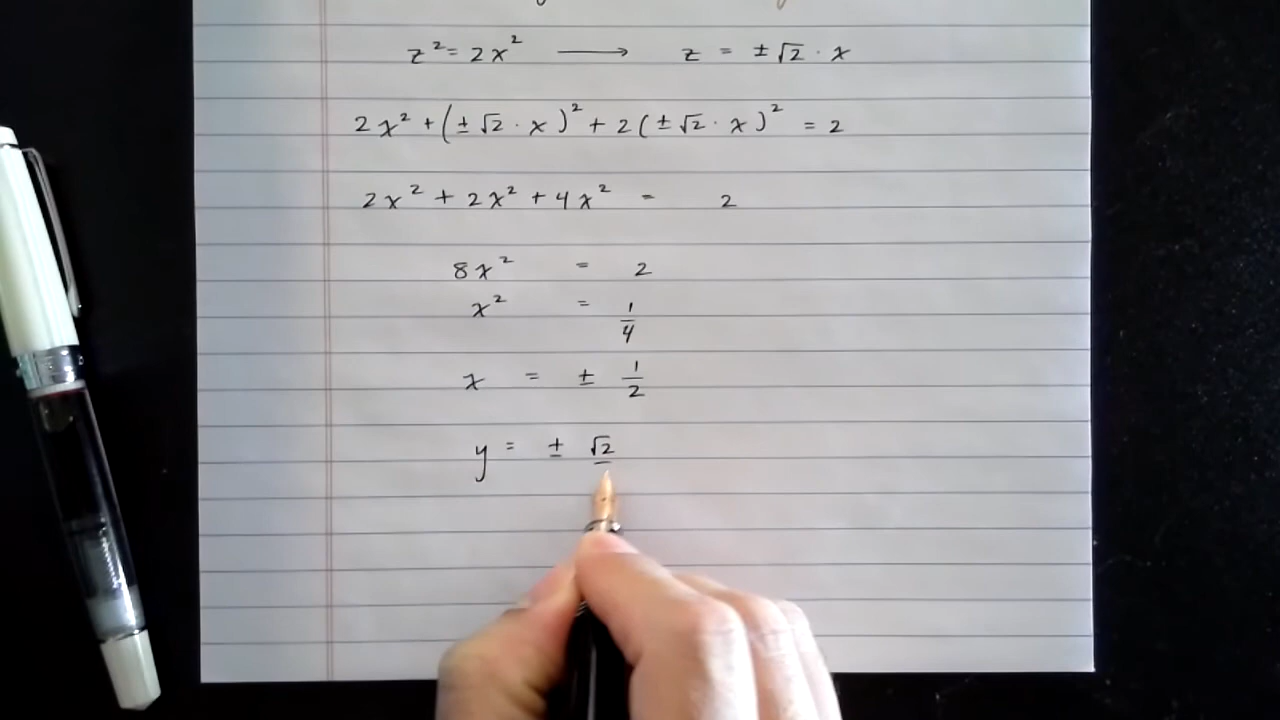 z² = 2x² ⟶ z = ±√2 · x
2x² + (±√2 · x)² + 2(±√2 · x)² = 2
2x² + 2x² + 4x² = 2
8x² = 2
x² = 1/4
x = ± 1/2
y = ± √2